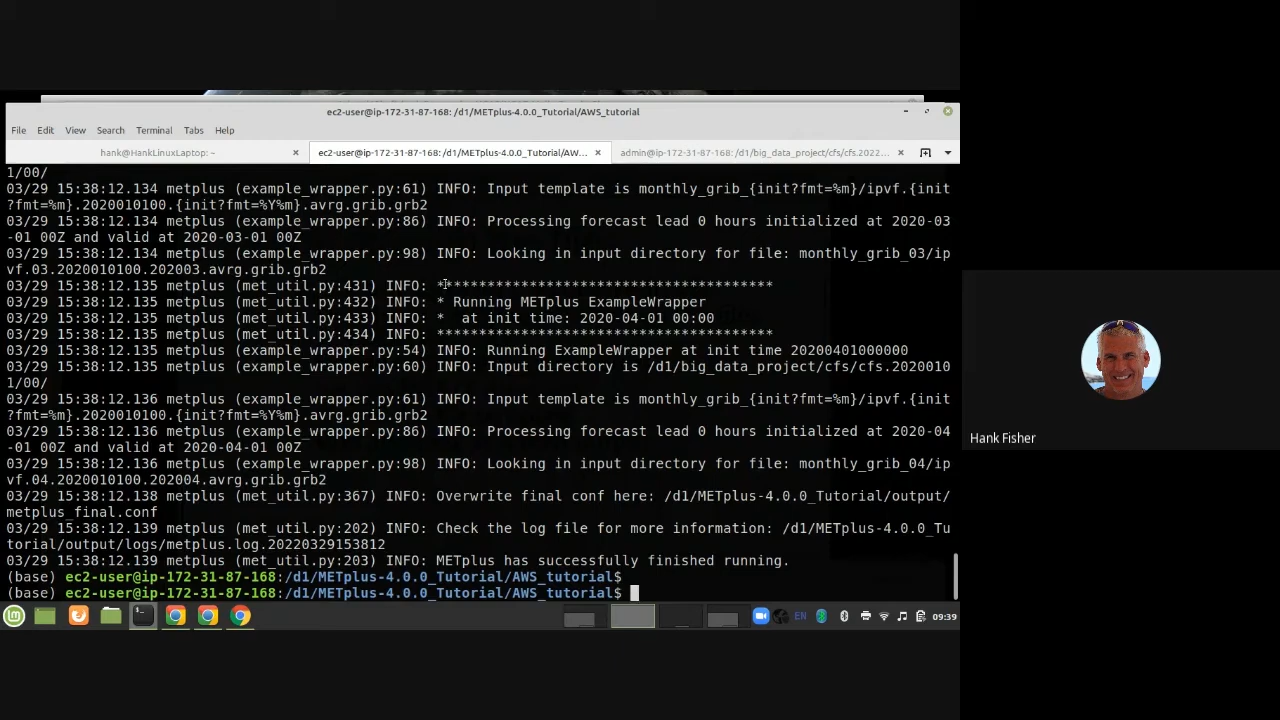 ec2-user@ip-172-31-87-168: /d1/METplus-4.0.0_Tutorial/AWS_tutorial
File Edit View Search Terminal Tabs Help
hank@HankLinuxLaptop: ~
ec2-user@ip-172-31-87-168: /d1/METplus-4.0.0_Tutorial/AW...
admin@ip-172-31-87-168: /d1/big_data_project/cfs/cfs.2022...
1/00/
03/29 15:38:12.134 metplus (example_wrapper.py:61) INFO: Input template is monthly_grib_{init?fmt=%m}/ipvf.{init
?fmt=%m}.2020010100.{init?fmt=%Y%m}.avrg.grib.grb2
03/29 15:38:12.134 metplus (example_wrapper.py:86) INFO: Processing forecast lead 0 hours initialized at 2020-03
-01 00Z and valid at 2020-03-01 00Z
03/29 15:38:12.134 metplus (example_wrapper.py:98) INFO: Looking in input directory for file: monthly_grib_03/ip
vf.03.2020010100.202003.avrg.grib.grb2
03/29 15:38:12.135 metplus (met_util.py:431) INFO: ****************************************
03/29 15:38:12.135 metplus (met_util.py:432) INFO: * Running METplus ExampleWrapper
03/29 15:38:12.135 metplus (met_util.py:433) INFO: *  at init time: 2020-04-01 00:00
03/29 15:38:12.135 metplus (met_util.py:434) INFO: ****************************************
03/29 15:38:12.135 metplus (example_wrapper.py:54) INFO: Running ExampleWrapper at init time 20200401000000
03/29 15:38:12.135 metplus (example_wrapper.py:60) INFO: Input directory is /d1/big_data_project/cfs/cfs.2020010
1/00/
03/29 15:38:12.136 metplus (example_wrapper.py:61) INFO: Input template is monthly_grib_{init?fmt=%m}/ipvf.{init
?fmt=%m}.2020010100.{init?fmt=%Y%m}.avrg.grib.grb2
03/29 15:38:12.136 metplus (example_wrapper.py:86) INFO: Processing forecast lead 0 hours initialized at 2020-04
-01 00Z and valid at 2020-04-01 00Z
03/29 15:38:12.136 metplus (example_wrapper.py:98) INFO: Looking in input directory for file: monthly_grib_04/ip
vf.04.2020010100.202004.avrg.grib.grb2
03/29 15:38:12.138 metplus (met_util.py:367) INFO: Overwrite final conf here: /d1/METplus-4.0.0_Tutorial/output/
metplus_final.conf
03/29 15:38:12.139 metplus (met_util.py:202) INFO: Check the log file for more information: /d1/METplus-4.0.0_Tu
torial/output/logs/metplus.log.20220329153812
03/29 15:38:12.139 metplus (met_util.py:203) INFO: METplus has successfully finished running.
(base) ec2-user@ip-172-31-87-168:/d1/METplus-4.0.0_Tutorial/AWS_tutorial$
(base) ec2-user@ip-172-31-87-168:/d1/METplus-4.0.0_Tutorial/AWS_tutorial$
EN
09:39
Hank Fisher